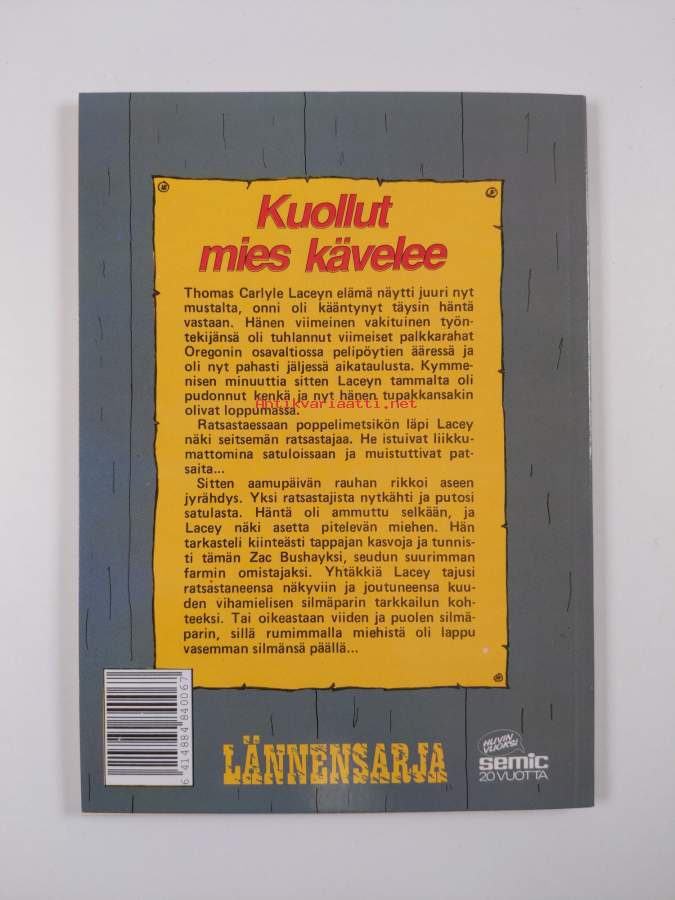 Kuollut
mies kävelee
Thomas Carlyle Laceyn elämä näytti juuri nyt
mustalta, onni oli kääntynyt täysin häntä
vastaan. Hänen viimeinen vakituinen työn-
tekijänsä oli tuhlannut viimeiset palkkarahat
Oregonin osavaltiossa pelipöytien ääressä ja
oli nyt pahasti jäljessä aikataulusta. Kymme-
nisen minuuttia sitten Laceyn tammalta oli
pudonnut kenkä ja nyt hänen tupakkansakin
Antikvariaatti.net
olivat loppumassa.
Ratsastaessaan poppelimetsikön läpi Lacey
näki seitsemän ratsastajaa. He istuivat liikku-
mattomina satuloissaan ja muistuttivat pat-
saita...
Sitten aamupäivän rauhan rikkoi aseen
jyrähdys. Yksi ratsastajista nytkähti ja putosi
satulasta. Häntä oli ammuttu selkään, ja
Lacey näki asetta pitelevän miehen. Hän
tarkasteli kiinteästi tappajan kasvoja ja tunnis-
ti tämän Zac Bushayksi, seudun suurimman
farmin omistajaksi. Yhtäkkiä Lacey tajusi
ratsastaneensa näkyviin ja joutuneensa kuu-
den vihamielisen silmäparin tarkkailun koh-
teeksi. Tai oikeastaan viiden ja puolen silmä-
parin, sillä rumimmalla miehistä oli lappu
vasemman silmänsä päällä...
6 414884 840067
LÄNNENSARJA
HUVIN
VUOKSI
semic
20 VUOTTA